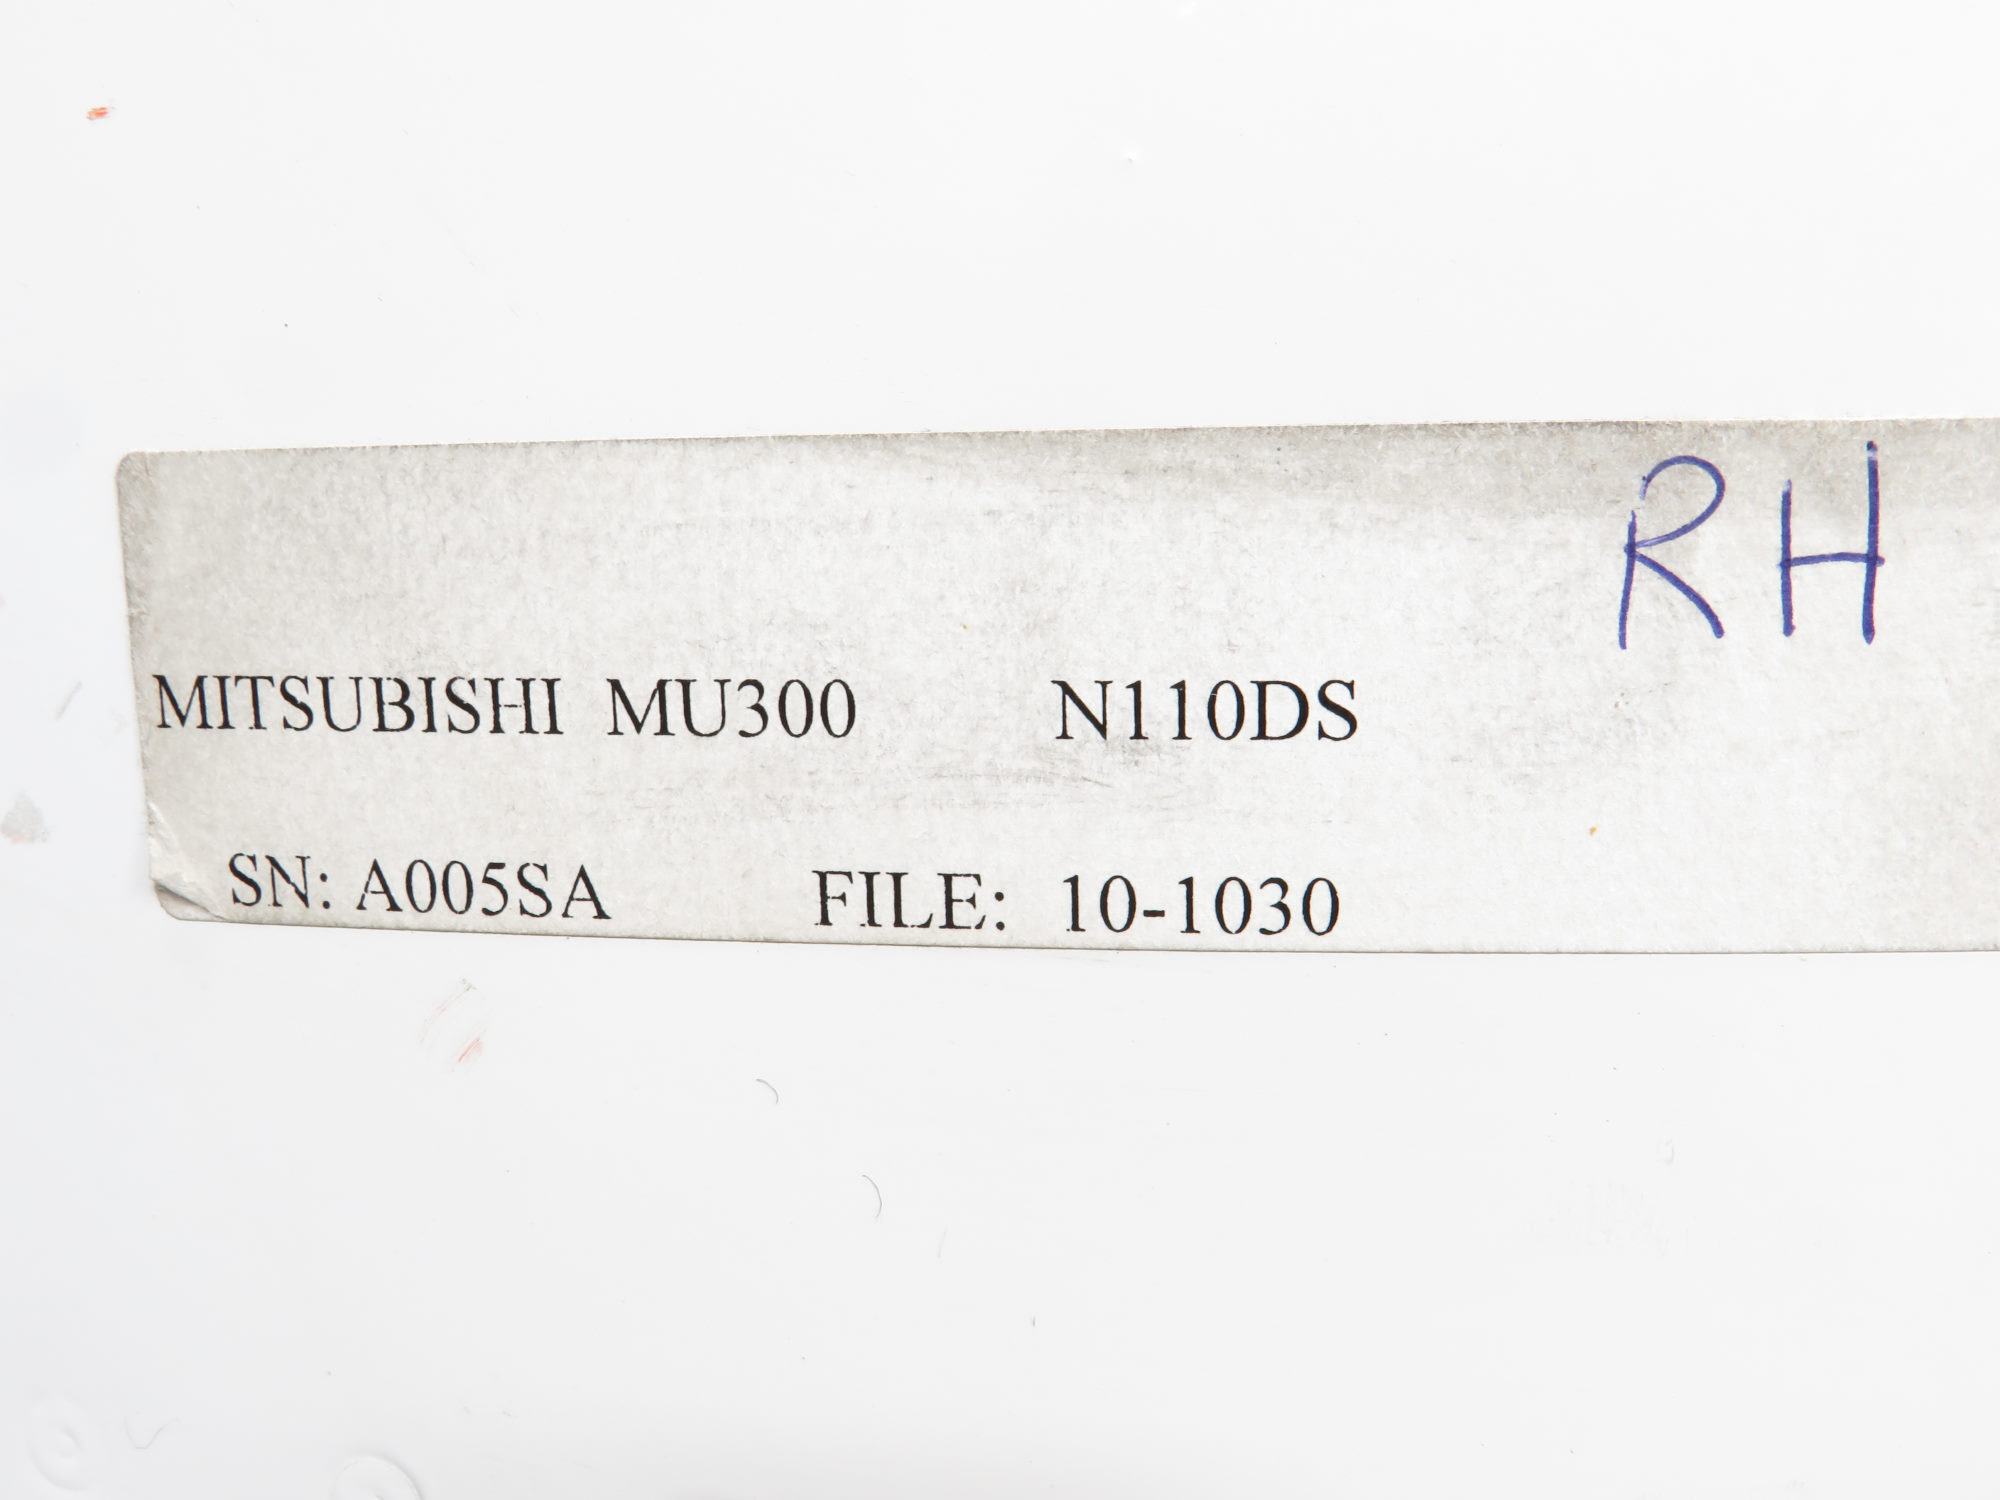 RH
MITSUBISHI MU300 N110DS
SN: A005SA FILE: 10-1030